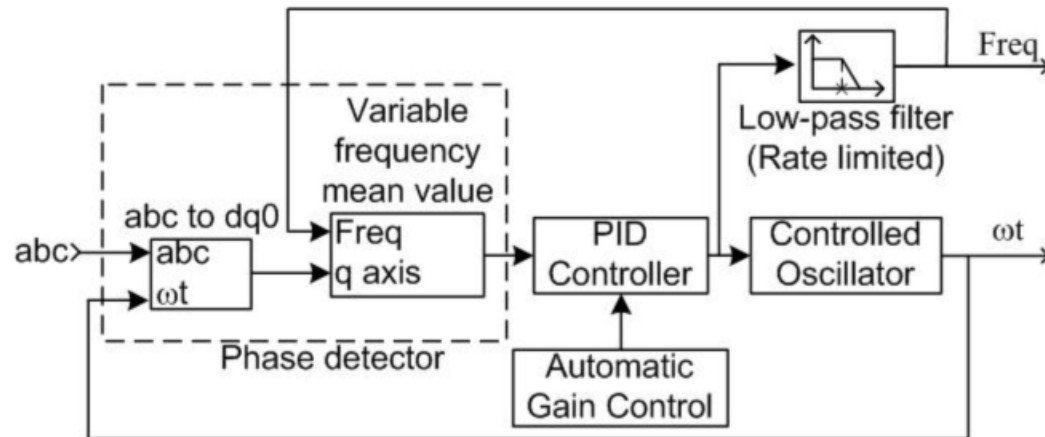 Freq
Variable
frequency
mean value
Low-pass filter
(Rate limited)
abc to dq0
abc
abc
ωt
Freq
q axis
PID
Controller
Controlled
Oscillator
ωt
Phase detector
Automatic
Gain Control